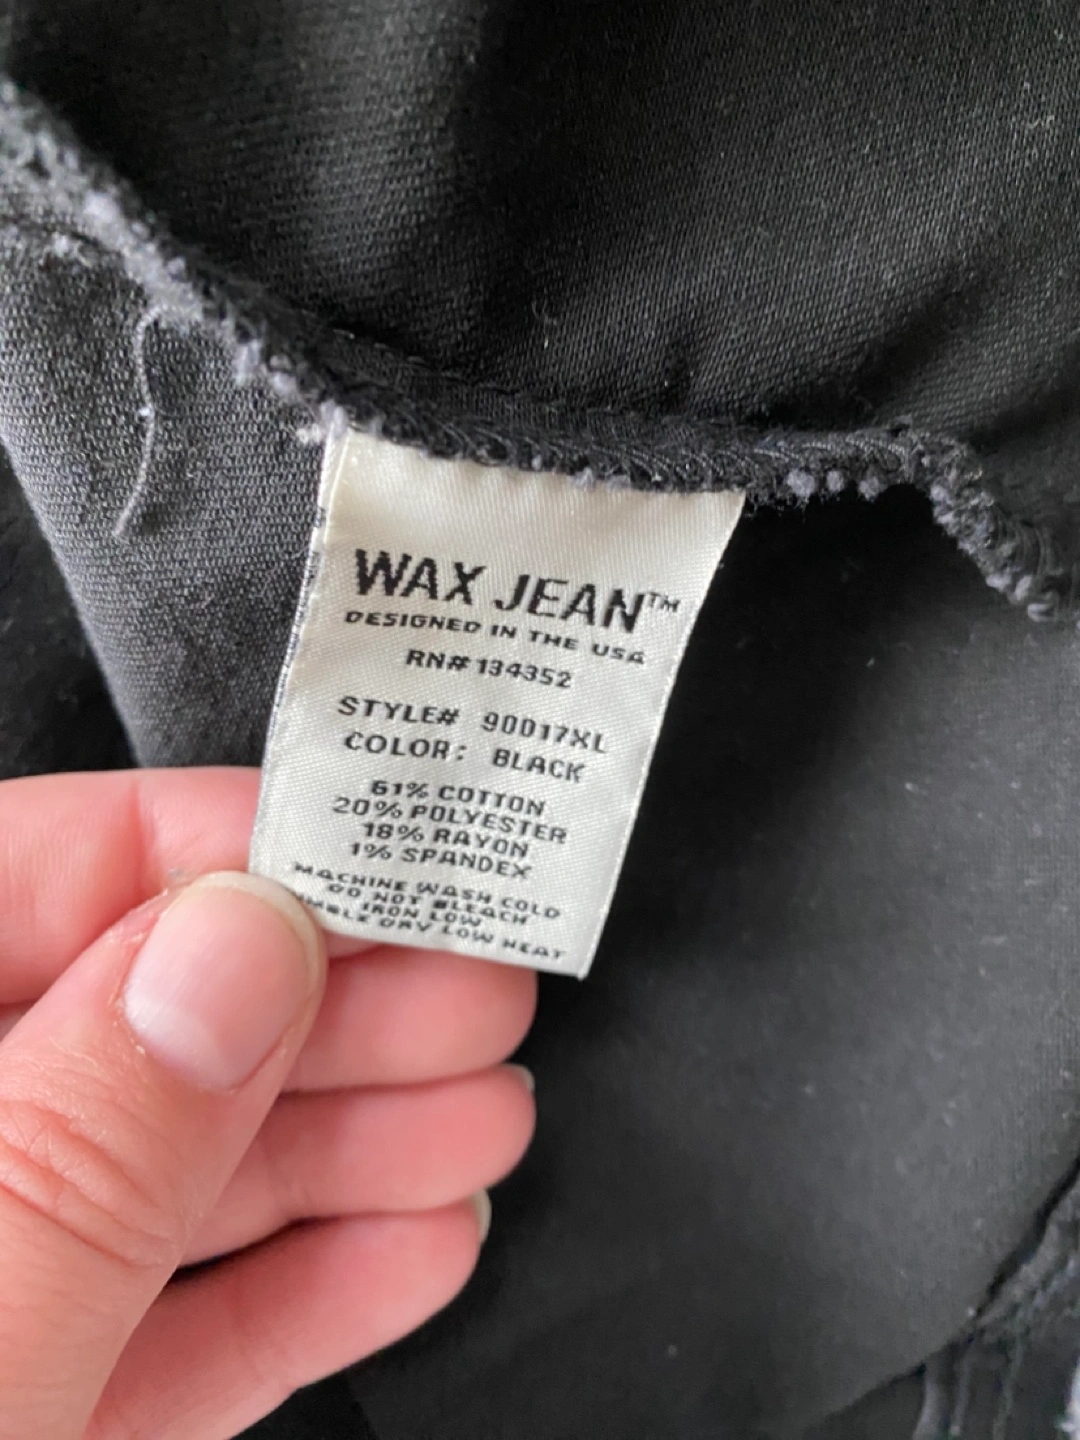 WAX JEAN™
DESIGNED IN THE USA
RN# 134352
STYLE# 90017XL
COLOR: BLACK
61% COTTON
20% POLYESTER
18% RAYON
1% SPANDEX
MACHINE WASH COLD
DO NOT BLEACH
IRON LOW
DRY LOW HEAT